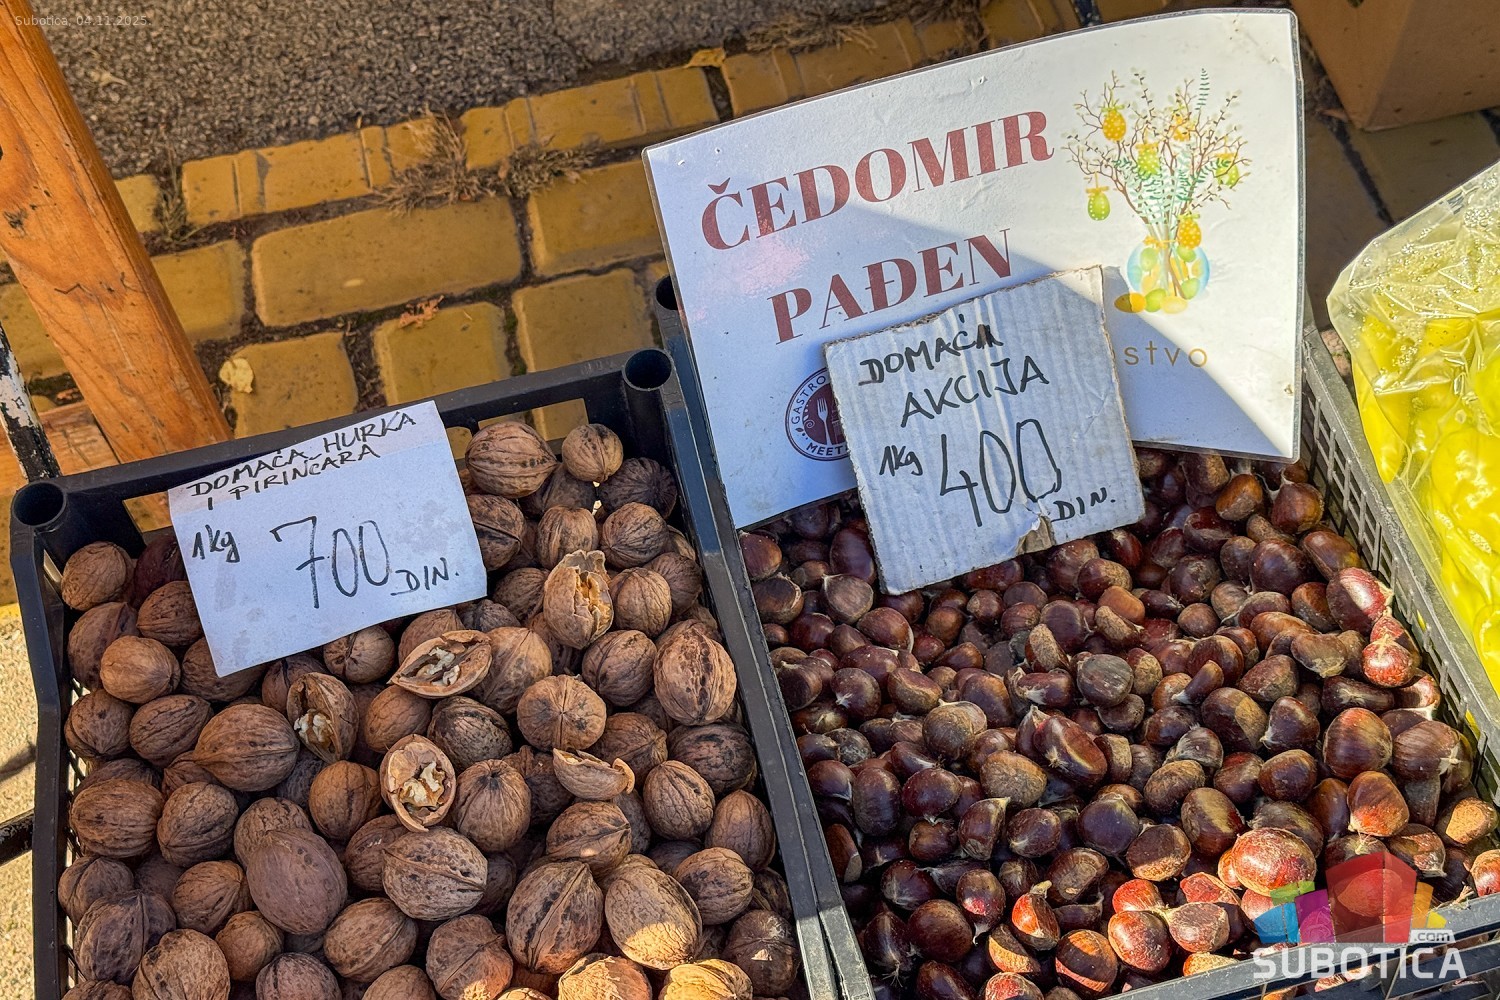 Subotica, 04.11.2025.
ČEDOMIR
PAĐEN
stvo
GASTRO
MEET
DOMAĆA
AKCIJA
1kg 400 DIN.
DOMAĆA HURKA
I PIRINČARA
1kg 700 DIN.
.com
SUBOTICA